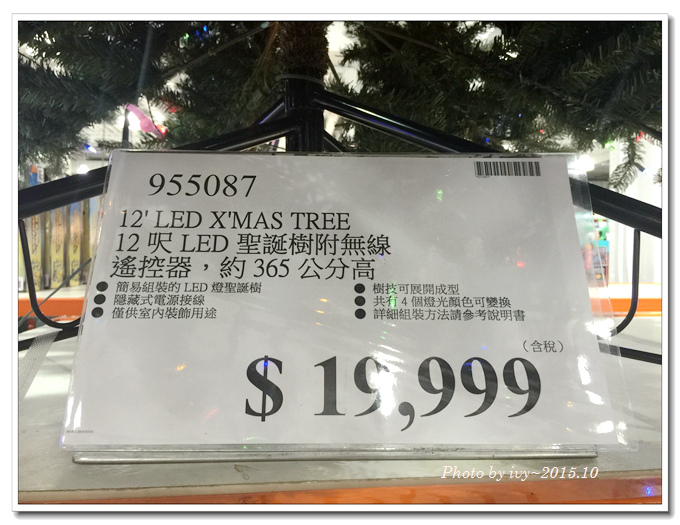 955087
12' LED X'MAS TREE
12 呎 LED 聖誕樹附無線
遙控器，約 365 公分高
● 簡易組裝的 LED 燈聖誕樹
● 隱藏式電源接線
● 僅供室內裝飾用途
● 樹技可展開成型
● 共有 4 個燈光顏色可變換
● 詳細組裝方法請參考說明書
（含稅）
$ 19,999
Photo by ivy~2015.10